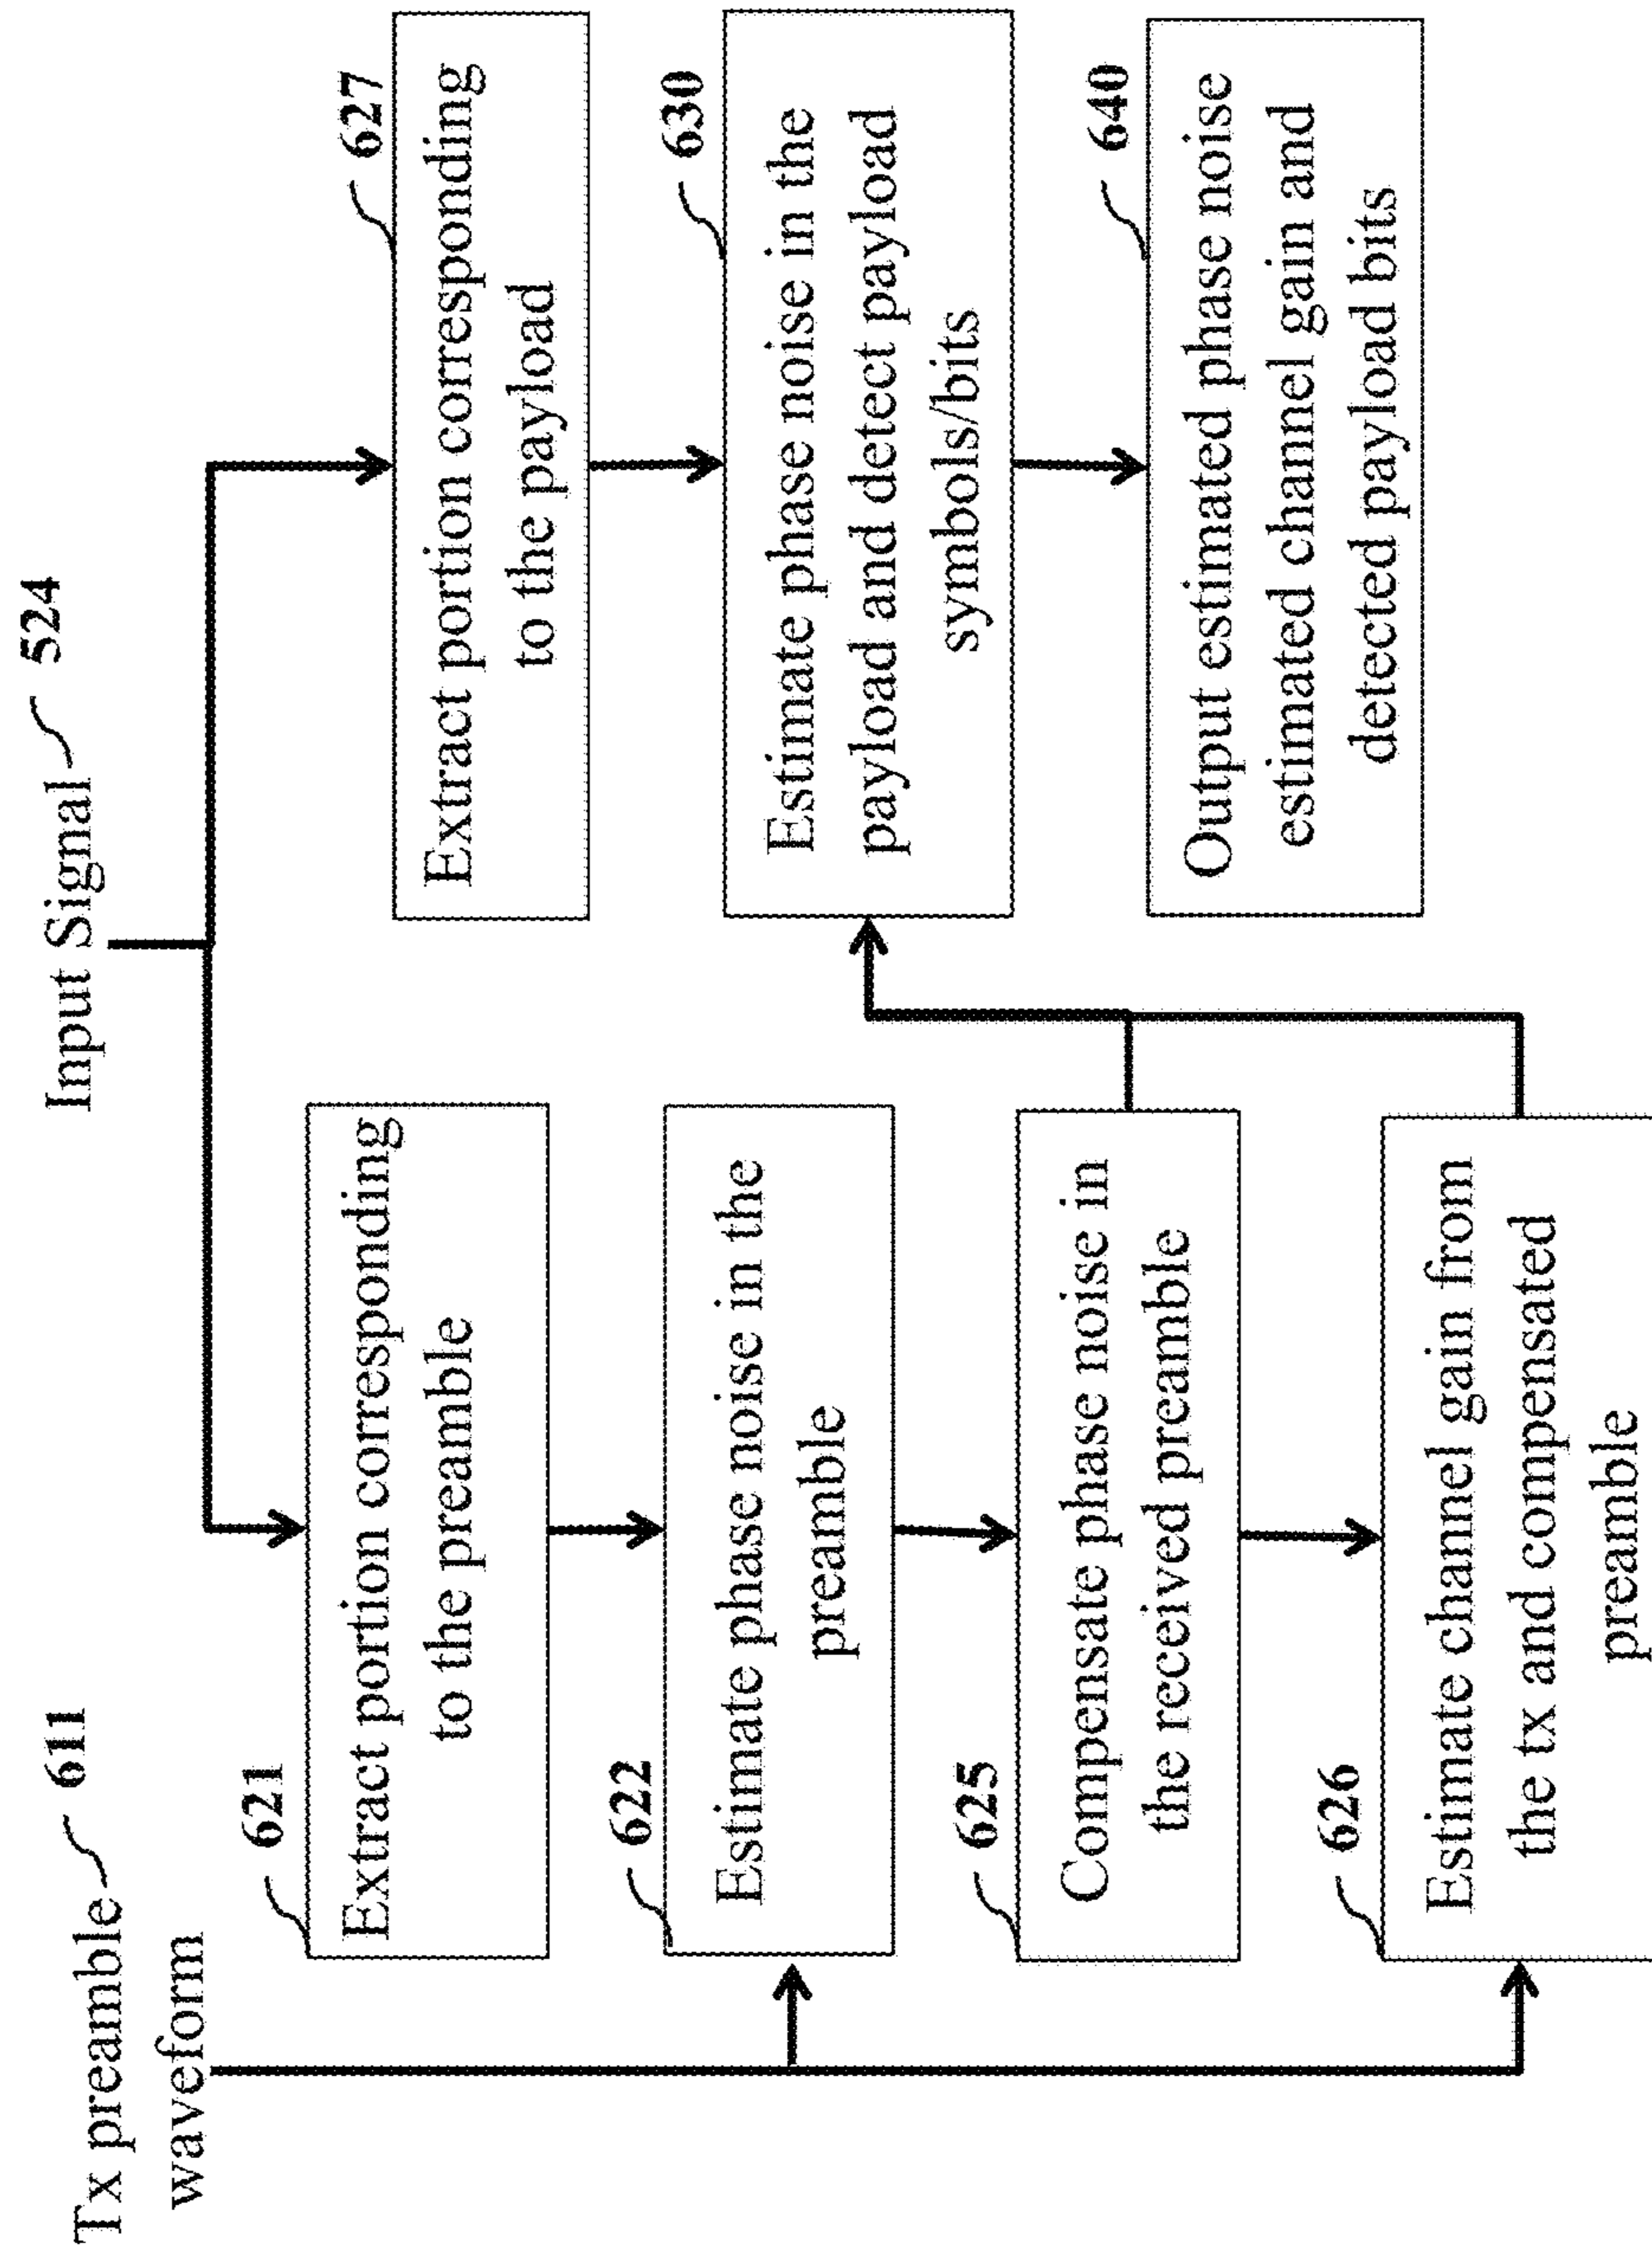 Tx preamble 611
waveform
Input Signal 524
621
Extract portion corresponding
to the preamble
622
Estimate phase noise in the
preamble
625
Compensate phase noise in
the received preamble
626
Estimate channel gain from
the tx and compensated
preamble
627
Extract portion corresponding
to the payload
630
Estimate phase noise in the
payload and detect payload
symbols/bits
640
Output estimated phase noise
estimated channel gain and
detected payload bits